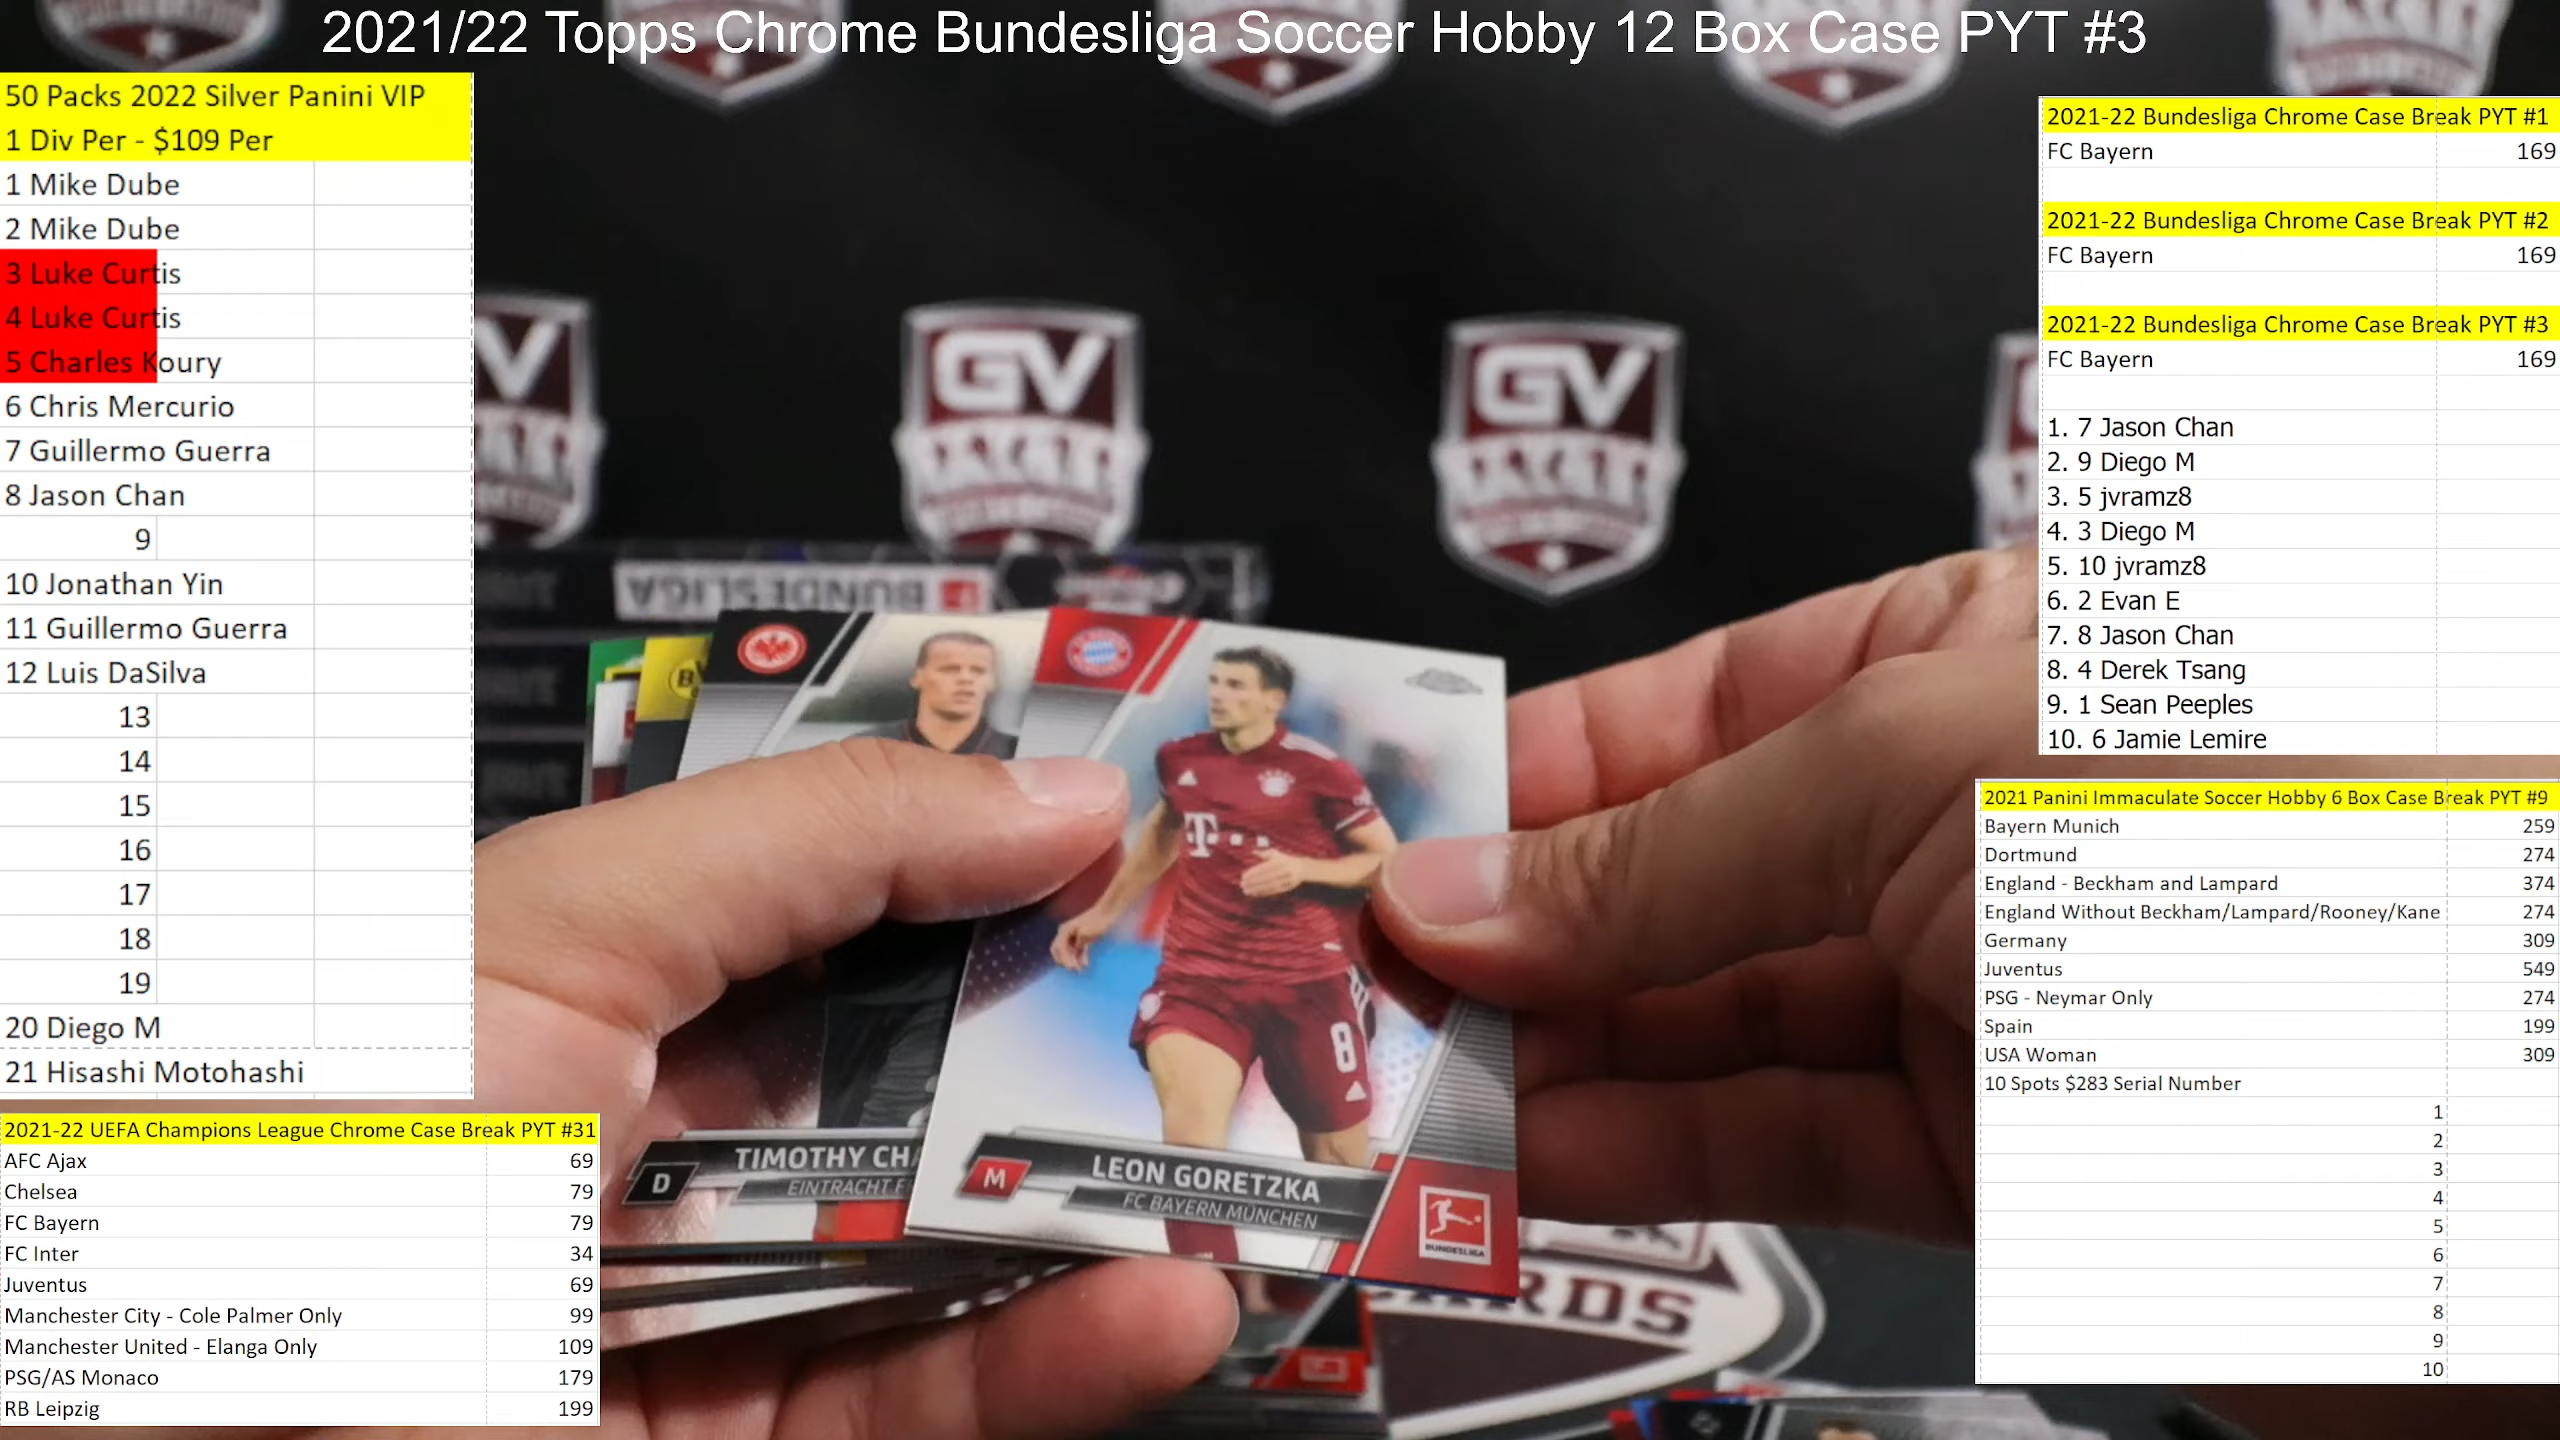 2021/22 Topps Chrome Bundesliga Soccer Hobby 12 Box Case PYT #3
50 Packs 2022 Silver Panini VIP
1 Div Per - $109 Per
1 Mike Dube
2 Mike Dube
3 Luke Curtis
4 Luke Curtis
5 Charles Koury
6 Chris Mercurio
7 Guillermo Guerra
8 Jason Chan
9
10 Jonathan Yin
11 Guillermo Guerra
12 Luis DaSilva
13
14
15
16
17
18
19
20 Diego M
21 Hisashi Motohashi
2021-22 UEFA Champions League Chrome Case Break PYT #31
AFC Ajax 69
Chelsea 79
FC Bayern 79
FC Inter 34
Juventus 69
Manchester City - Cole Palmer Only 99
Manchester United - Elanga Only 109
PSG/AS Monaco 179
RB Leipzig 199
GV
GV
BUNDESLIGA
T
8
D
TIMOTHY CHA
EINTRACHT F
M
LEON GORETZKA
FC BAYERN MÜNCHEN
BUNDESLIGA
2021-22 Bundesliga Chrome Case Break PYT #1
FC Bayern 169
2021-22 Bundesliga Chrome Case Break PYT #2
FC Bayern 169
2021-22 Bundesliga Chrome Case Break PYT #3
FC Bayern 169
1. 7 Jason Chan
2. 9 Diego M
3. 5 jvramz8
4. 3 Diego M
5. 10 jvramz8
6. 2 Evan E
7. 8 Jason Chan
8. 4 Derek Tsang
9. 1 Sean Peeples
10. 6 Jamie Lemire
2021 Panini Immaculate Soccer Hobby 6 Box Case Break PYT #9
Bayern Munich 259
Dortmund 274
England - Beckham and Lampard 374
England Without Beckham/Lampard/Rooney/Kane 274
Germany 309
Juventus 549
PSG - Neymar Only 274
Spain 199
USA Woman 309
10 Spots $283 Serial Number
1
2
3
4
5
6
7
8
9
10